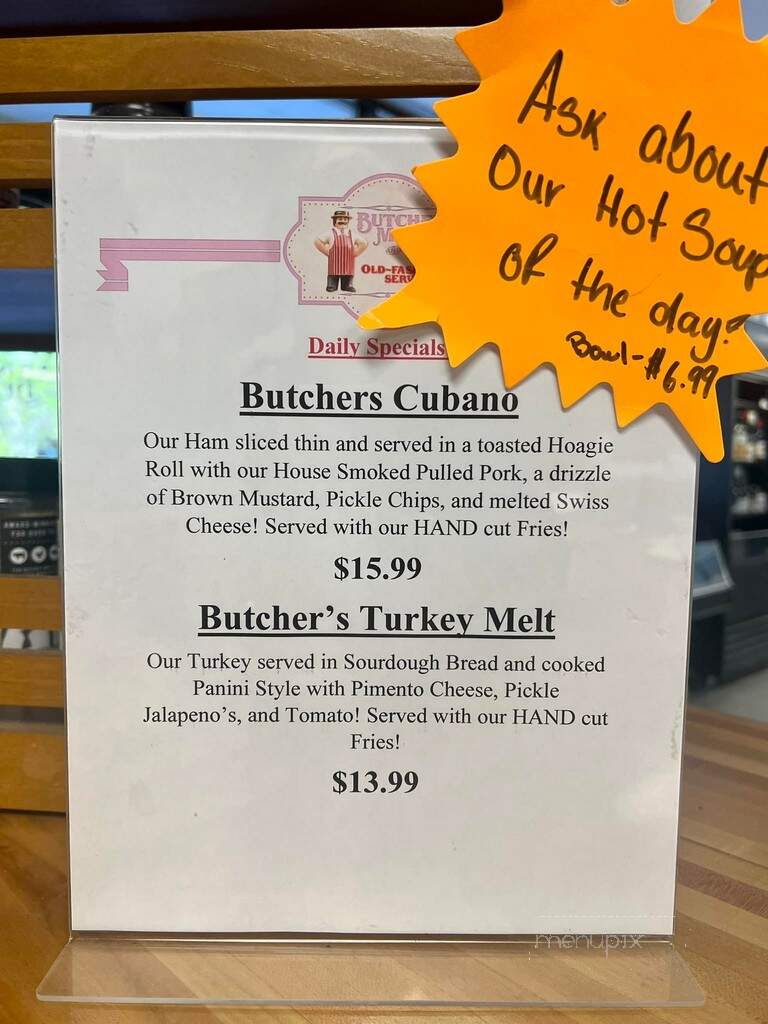 Ask about
Our Hot Soup
of the day?
Bowl-$6.99
OLD-FAS
SERV
Daily Specials
Butchers Cubano
Our Ham sliced thin and served in a toasted Hoagie
Roll with our House Smoked Pulled Pork, a drizzle
of Brown Mustard, Pickle Chips, and melted Swiss
Cheese! Served with our HAND cut Fries!
$15.99
Butcher's Turkey Melt
Our Turkey served in Sourdough Bread and cooked
Panini Style with Pimento Cheese, Pickle
Jalapeno's, and Tomato! Served with our HAND cut
Fries!
$13.99
menupix